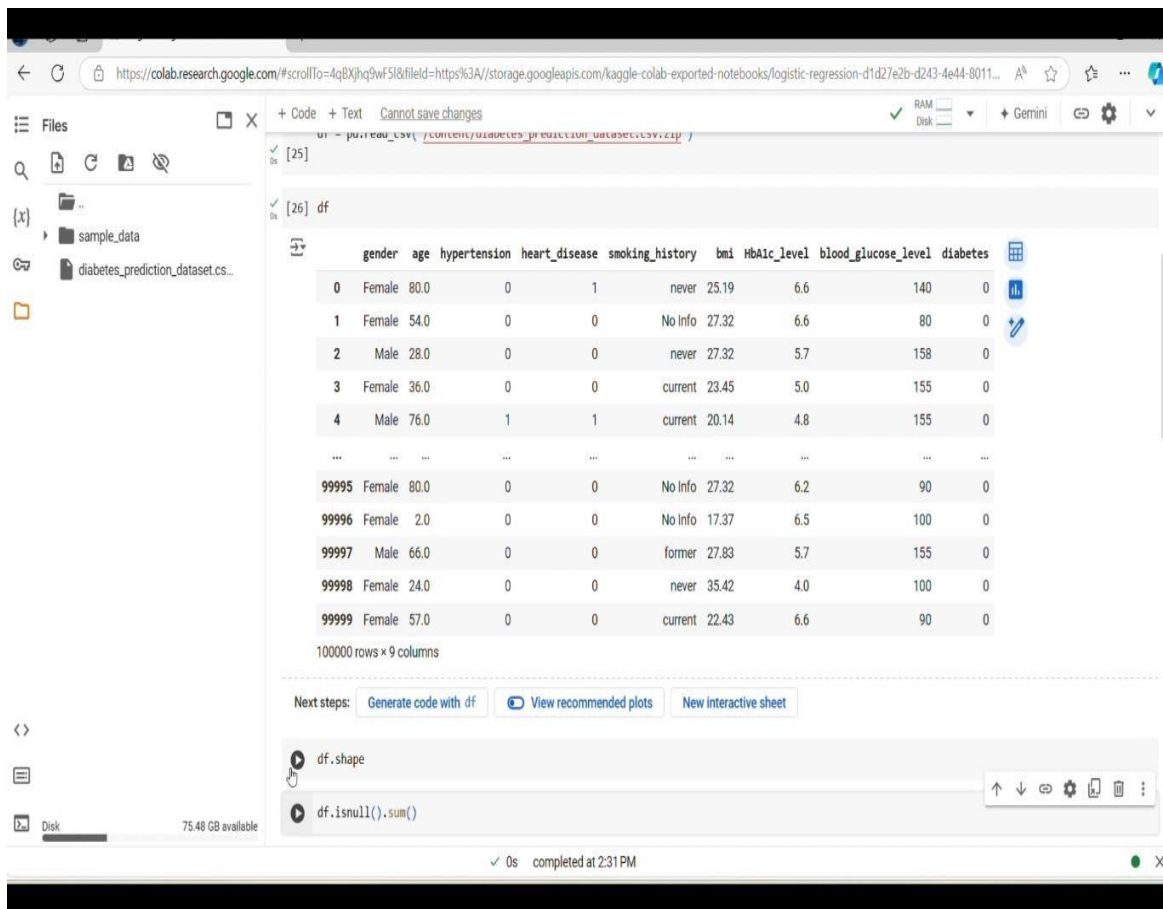 https://colab.research.google.com/#scrollTo=4qBXjhq9wF5l&fileId=https%3A//storage.googleapis.com/kaggle-colab-exported-notebooks/logistic-regression-d1d27e2b-d243-4e44-8011...
+ Code + Text Cannot save changes
RAM
Disk
Gemini
Files
df = pd.read_csv('/content/diabetes_prediction_dataset.csv.zip')
0s [25]
..
sample_data
diabetes_prediction_dataset.cs...
0s [26] df
gender age hypertension heart_disease smoking_history bmi HbA1c_level blood_glucose_level diabetes
0 Female 80.0 0 1 never 25.19 6.6 140 0
1 Female 54.0 0 0 No Info 27.32 6.6 80 0
2 Male 28.0 0 0 never 27.32 5.7 158 0
3 Female 36.0 0 0 current 23.45 5.0 155 0
4 Male 76.0 1 1 current 20.14 4.8 155 0
... ... ... ... ... ... ... ... ... ...
99995 Female 80.0 0 0 No Info 27.32 6.2 90 0
99996 Female 2.0 0 0 No Info 17.37 6.5 100 0
99997 Male 66.0 0 0 former 27.83 5.7 155 0
99998 Female 24.0 0 0 never 35.42 4.0 100 0
99999 Female 57.0 0 0 current 22.43 6.6 90 0
100000 rows × 9 columns
Next steps: Generate code with df View recommended plots New interactive sheet
df.shape
df.isnull().sum()
Disk 75.48 GB available
0s completed at 2:31 PM